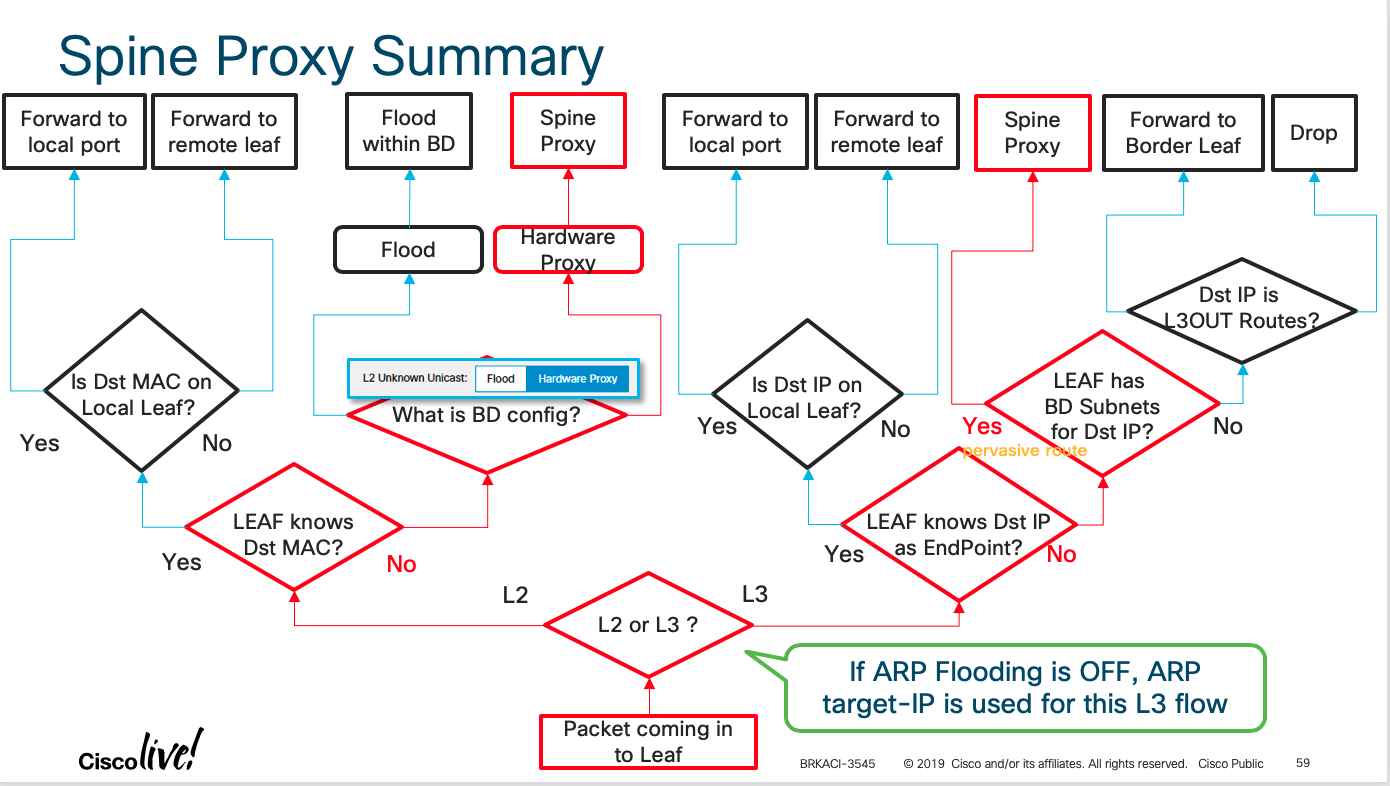 Spine Proxy Summary
Forward to
local port
Forward to
remote leaf
Flood
within BD
Spine
Proxy
Forward to
local port
Forward to
remote leaf
Spine
Proxy
Forward to
Border Leaf
Drop
Flood
Hardware
Proxy
Dst IP is
L3OUT Routes?
Is Dst MAC on
Local Leaf?
Yes
No
L2 Unknown Unicast:
Flood
Hardware Proxy
What is BD config?
Is Dst IP on
Local Leaf?
Yes
No
LEAF has
BD Subnets
for Dst IP?
Yes
No
pervasive route
LEAF knows
Dst MAC?
Yes
No
LEAF knows Dst IP
as EndPoint?
Yes
No
L2
L3
L2 or L3 ?
If ARP Flooding is OFF, ARP
target-IP is used for this L3 flow
Packet coming in
to Leaf
Cisco live!
BRKACI-3545
© 2019 Cisco and/or its affiliates. All rights reserved. Cisco Public
59